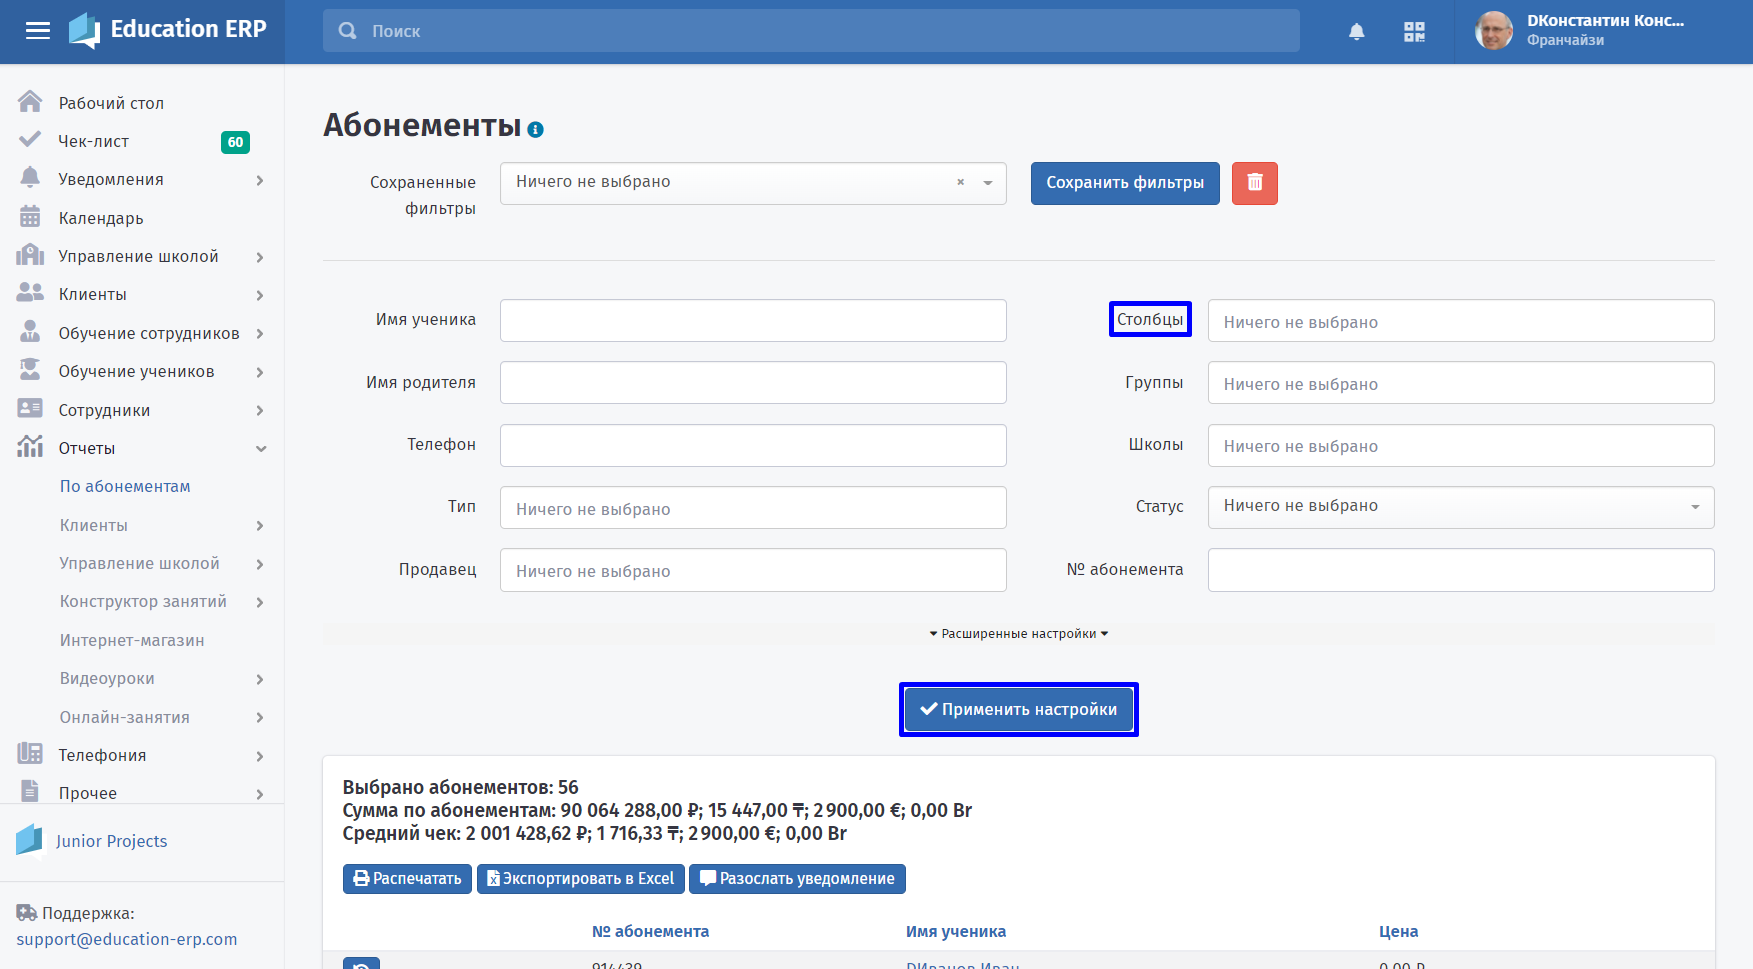 Education ERP
Поиск
DКонстантин Конс...
Франчайзи
Рабочий стол
Чек-лист 60
Уведомления
Календарь
Управление школой
Клиенты
Обучение сотрудников
Обучение учеников
Сотрудники
Отчеты
По абонементам
Клиенты
Управление школой
Конструктор занятий
Интернет-магазин
Видеоуроки
Онлайн-занятия
Телефония
Прочее
Junior Projects
Поддержка:
support@education-erp.com
Абонементы
Сохраненные
фильтры
Ничего не выбрано
Сохранить фильтры
Имя ученика
Столбцы Ничего не выбрано
Имя родителя
Группы Ничего не выбрано
Телефон
Школы Ничего не выбрано
Тип Ничего не выбрано
Статус Ничего не выбрано
Продавец Ничего не выбрано
№ абонемента
Расширенные настройки
Применить настройки
Выбрано абонементов: 56
Сумма по абонементам: 90 064 288,00 ₽; 15 447,00 ₸; 2 900,00 €; 0,00 Br
Средний чек: 2 001 428,62 ₽; 1 716,33 ₸; 2 900,00 €; 0,00 Br
Распечатать Экспортировать в Excel Разослать уведомление
№ абонемента Имя ученика Цена
914439 DИванов Иван 0,00 ₽